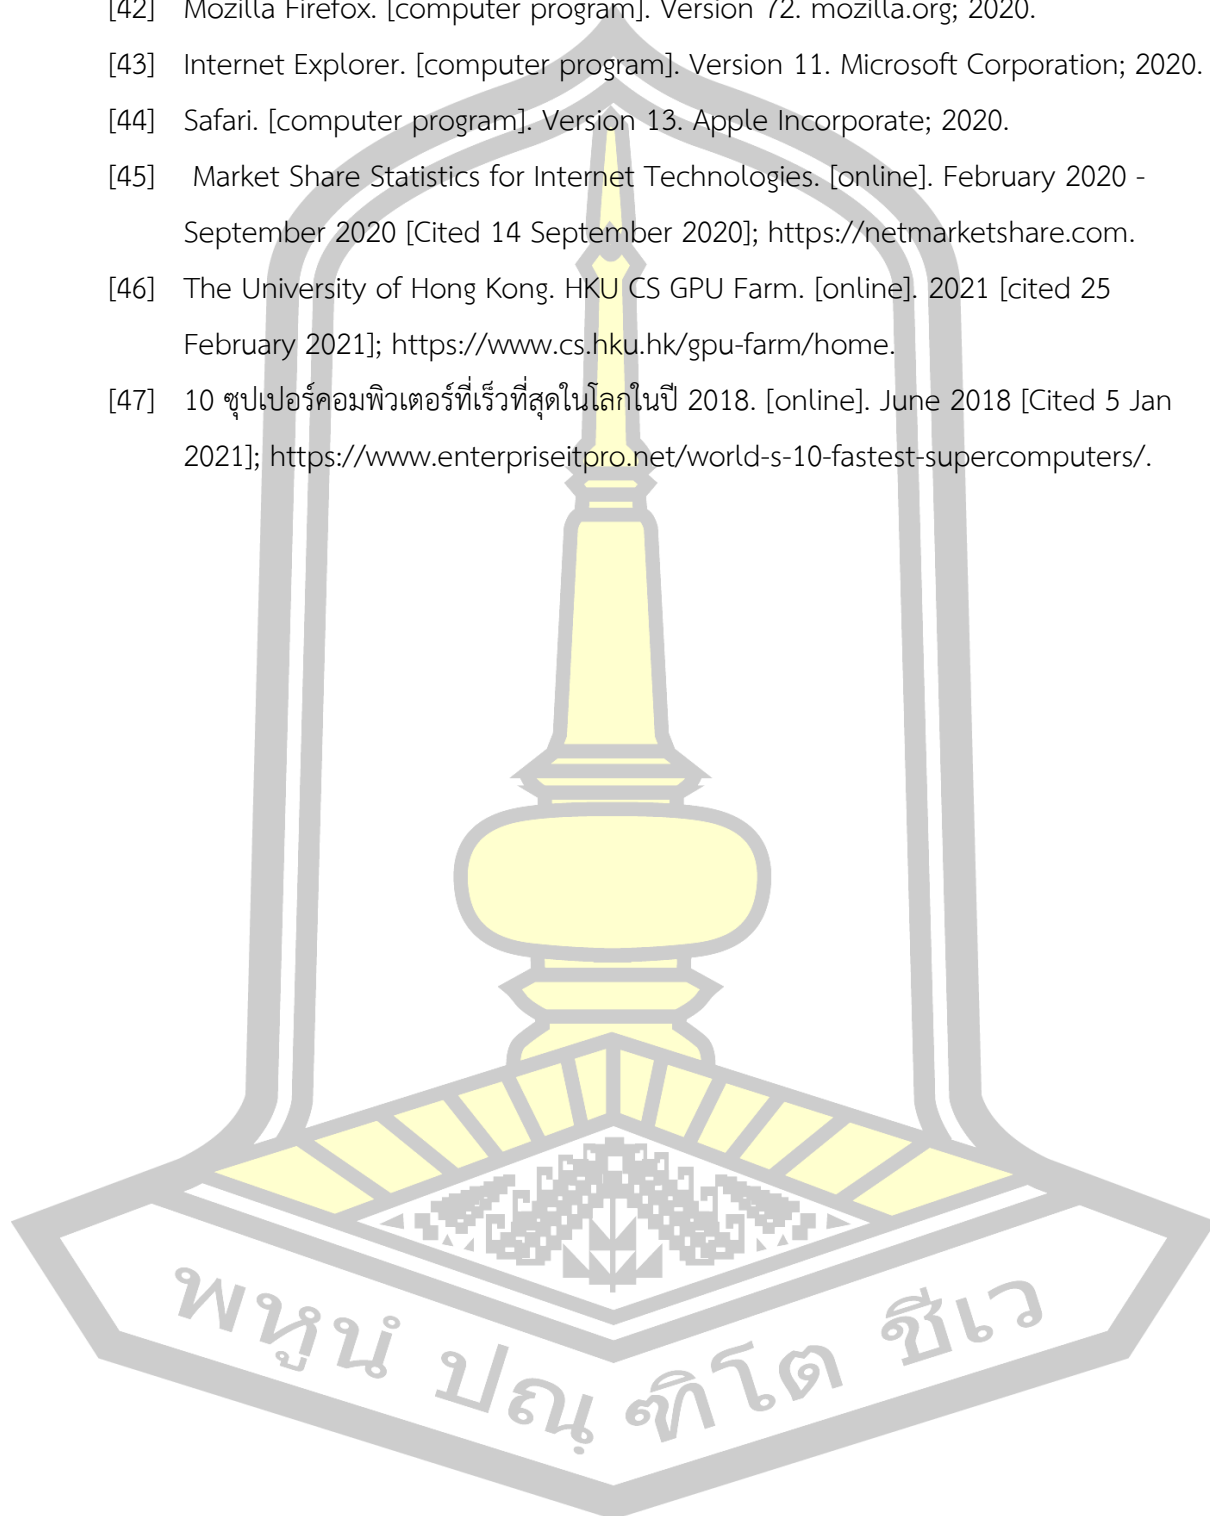 [42] Mozilla Firefox. [computer program]. Version 72. mozilla.org; 2020.
[43] Internet Explorer. [computer program]. Version 11. Microsoft Corporation; 2020.
[44] Safari. [computer program]. Version 13. Apple Incorporate; 2020.
[45] Market Share Statistics for Internet Technologies. [online]. February 2020 -
September 2020 [Cited 14 September 2020]; https://netmarketshare.com.
[46] The University of Hong Kong. HKU CS GPU Farm. [online]. 2021 [cited 25
February 2021]; https://www.cs.hku.hk/gpu-farm/home.
[47] 10 ซุปเปอร์คอมพิวเตอร์ที่เร็วที่สุดในโลกในปี 2018. [online]. June 2018 [Cited 5 Jan
2021]; https://www.enterpriseitpro.net/world-s-10-fastest-supercomputers/.
พหูนํ ปณฺฑิโต ชีเว